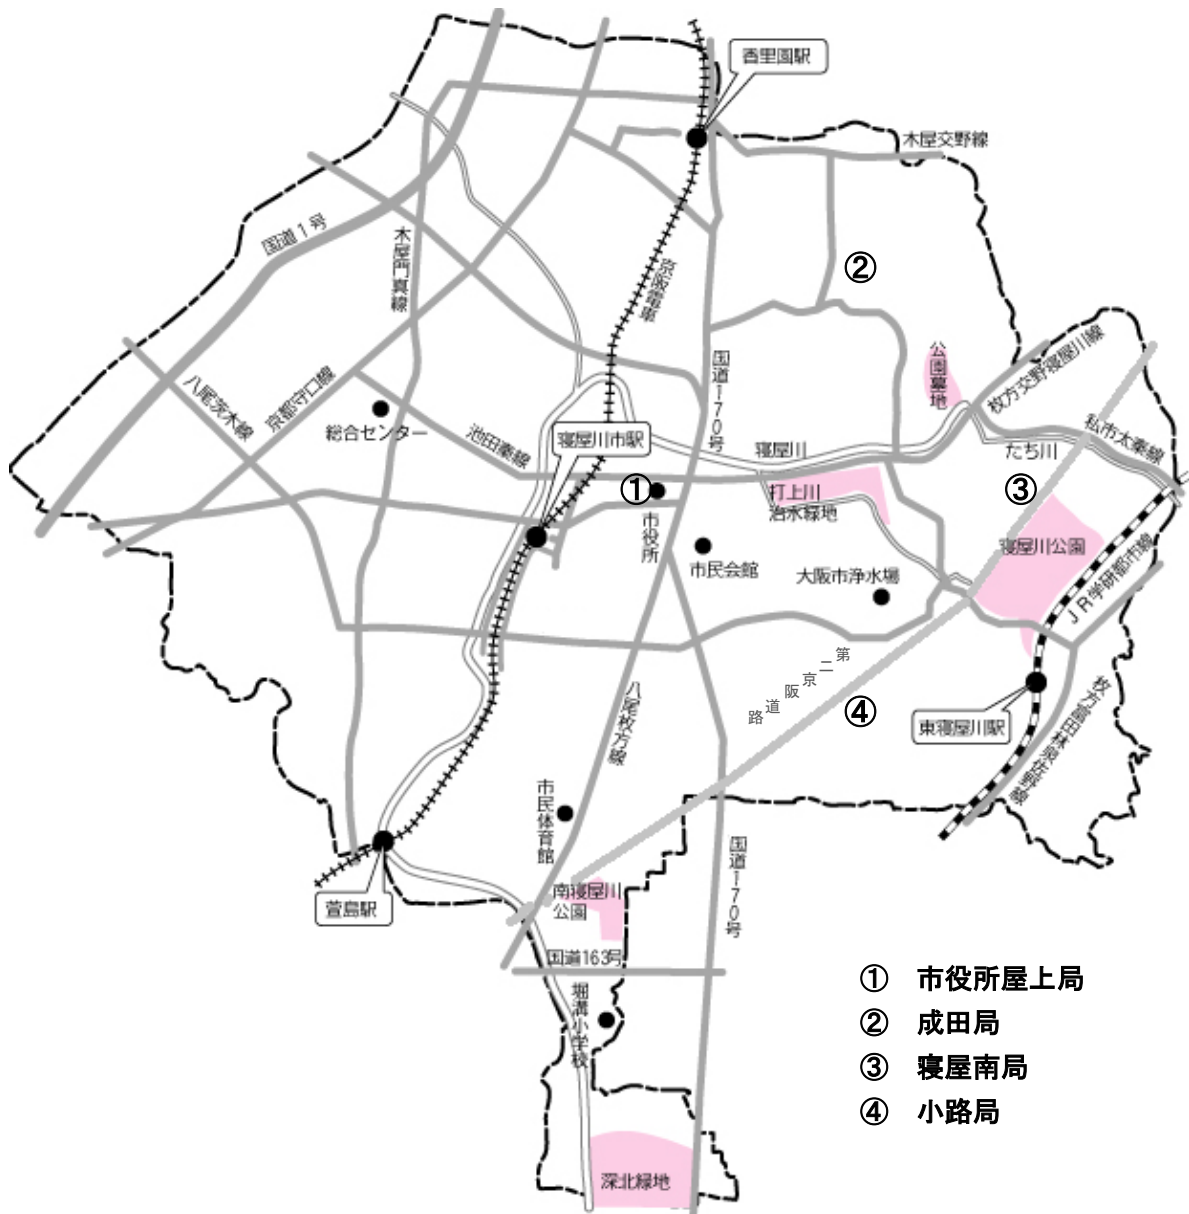 香里園駅
木屋交野線
国道1号
木屋門真線
京阪電車
②
公園墓地
枚方交野寝屋川線
国道170号
八尾茨木線
京都守口線
総合センター
池田秦線
寝屋川市駅
寝屋川
たち川
私市太秦線
①
市役所
打上川
治水緑地
③
寝屋川公園
市民会館
大阪市浄水場
JR学研都市線
第二京阪道路
④
東寝屋川駅
枚方富田林泉佐野線
八尾枚方線
市民体育館
国道170号
萱島駅
南寝屋川
公園
国道163号
堀溝小学校
深北緑地
① 市役所屋上局
② 成田局
③ 寝屋南局
④ 小路局